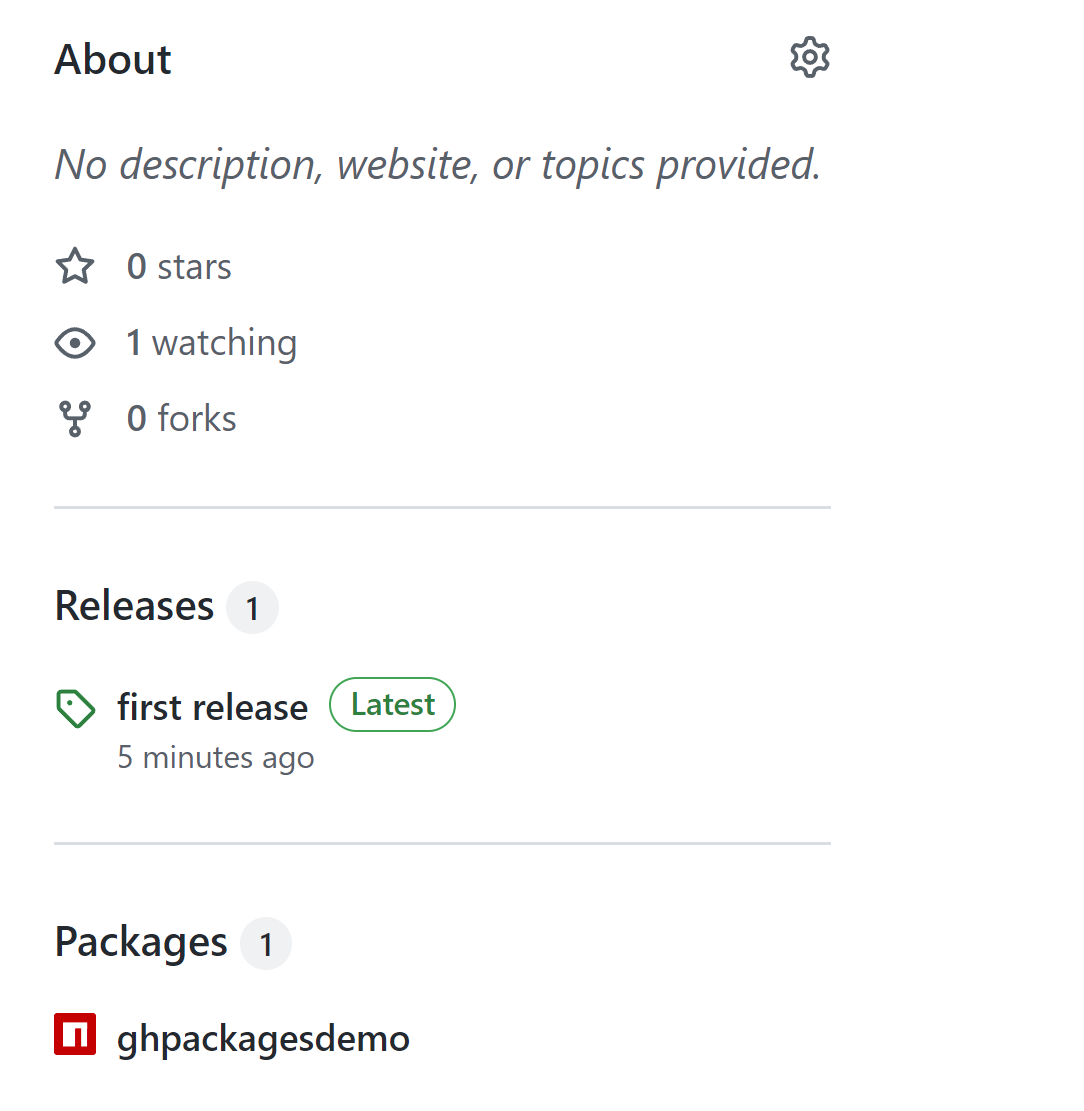 About
No description, website, or topics provided.
0 stars
1 watching
0 forks
Releases 1
first release Latest
5 minutes ago
Packages 1
ghpackagesdemo